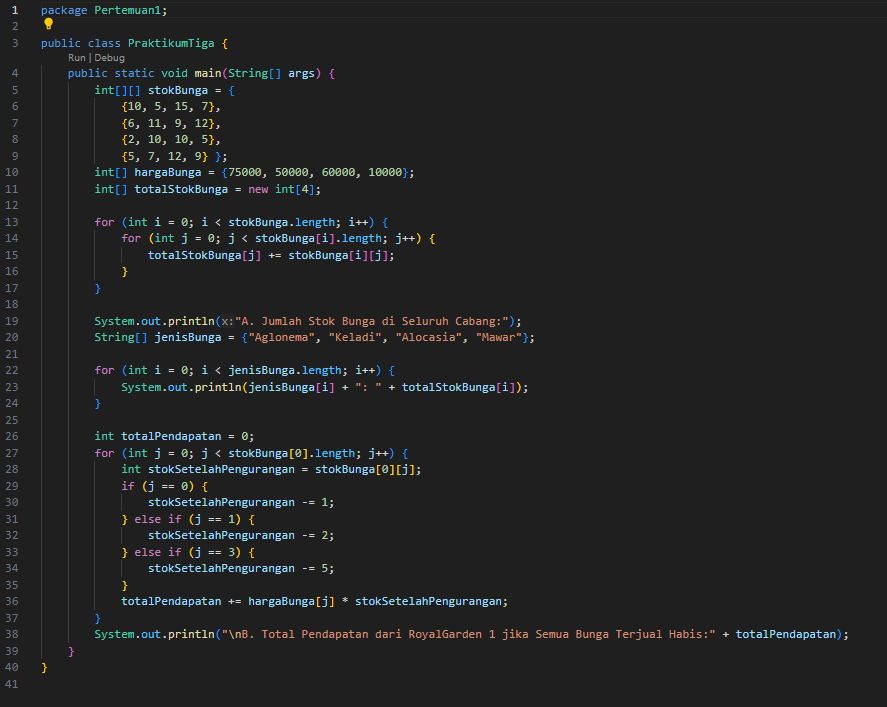 1 package Pertemuan1;
2
3 public class PraktikumTiga {
Run | Debug
4 public static void main(String[] args) {
5 int[][] stokBunga = {
6 {10, 5, 15, 7},
7 {6, 11, 9, 12},
8 {2, 10, 10, 5},
9 {5, 7, 12, 9} };
10 int[] hargaBunga = {75000, 50000, 60000, 10000};
11 int[] totalStokBunga = new int[4];
12
13 for (int i = 0; i < stokBunga.length; i++) {
14 for (int j = 0; j < stokBunga[i].length; j++) {
15 totalStokBunga[j] += stokBunga[i][j];
16 }
17 }
18
19 System.out.println(x:"A. Jumlah Stok Bunga di Seluruh Cabang:");
20 String[] jenisBunga = {"Aglonema", "Keladi", "Alocasia", "Mawar"};
21
22 for (int i = 0; i < jenisBunga.length; i++) {
23 System.out.println(jenisBunga[i] + ": " + totalStokBunga[i]);
24 }
25
26 int totalPendapatan = 0;
27 for (int j = 0; j < stokBunga[0].length; j++) {
28 int stokSetelahPengurangan = stokBunga[0][j];
29 if (j == 0) {
30 stokSetelahPengurangan -= 1;
31 } else if (j == 1) {
32 stokSetelahPengurangan -= 2;
33 } else if (j == 3) {
34 stokSetelahPengurangan -= 5;
35 }
36 totalPendapatan += hargaBunga[j] * stokSetelahPengurangan;
37 }
38 System.out.println("\nB. Total Pendapatan dari RoyalGarden 1 jika Semua Bunga Terjual Habis:" + totalPendapatan);
39 }
40 }
41